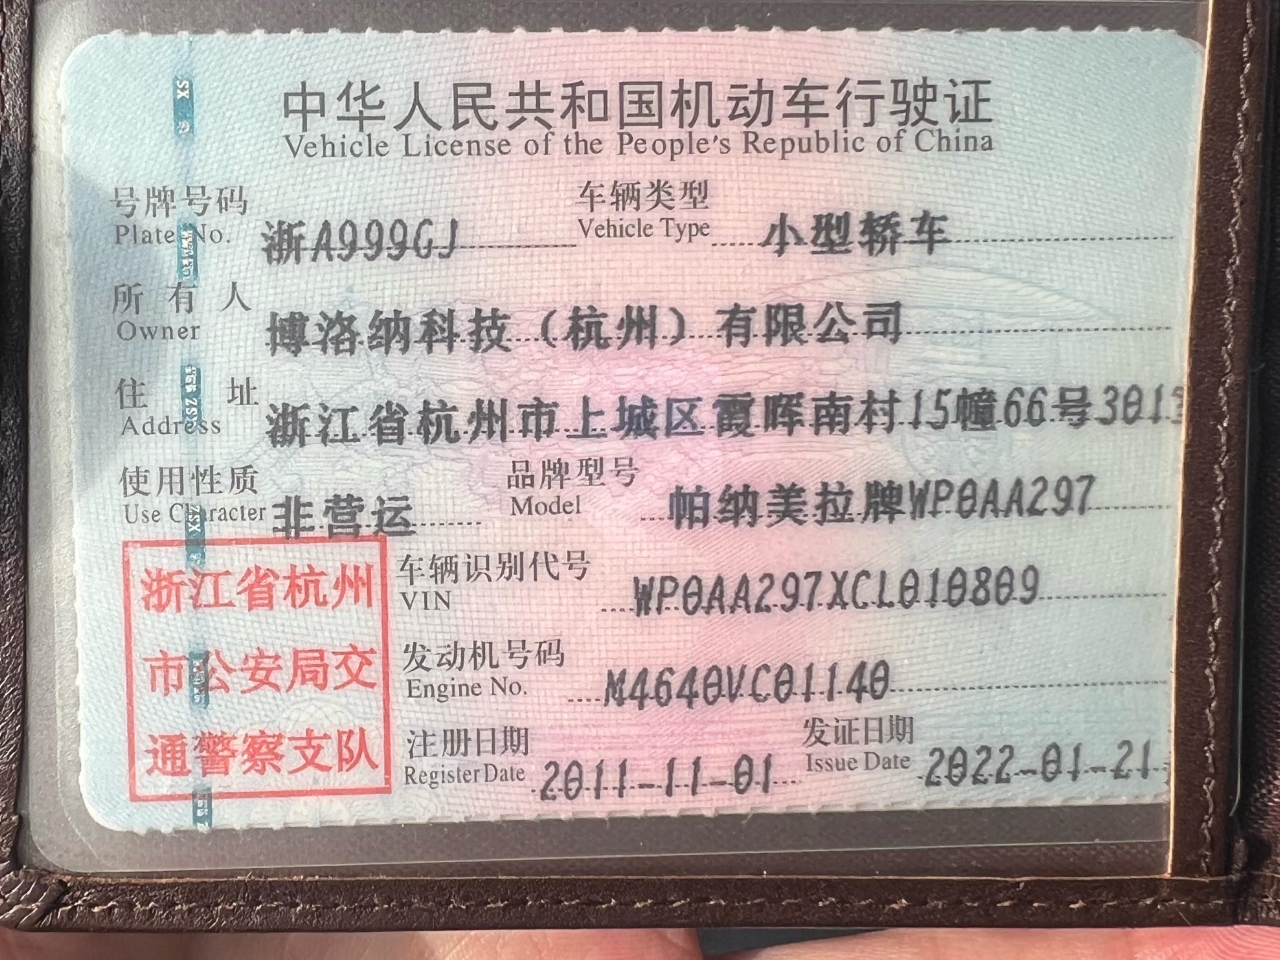 中华人民共和国机动车行驶证
Vehicle License of the People's Republic of China
号牌号码 浙A999GJ 车辆类型 小型轿车
Plate No. Vehicle Type
所有人 博洛纳科技（杭州）有限公司
Owner
住址 浙江省杭州市上城区霞晖南村15幢66号301室
Address
使用性质 非营运 品牌型号 帕纳美拉牌WP0AA297
Use Character Model
浙江省杭州
市公安局交
通警察支队
车辆识别代号 WP0AA297XCL010809
VIN
发动机号码 M4640VC01140
Engine No.
注册日期 2011-11-01 发证日期 2022-01-21
Register Date Issue Date